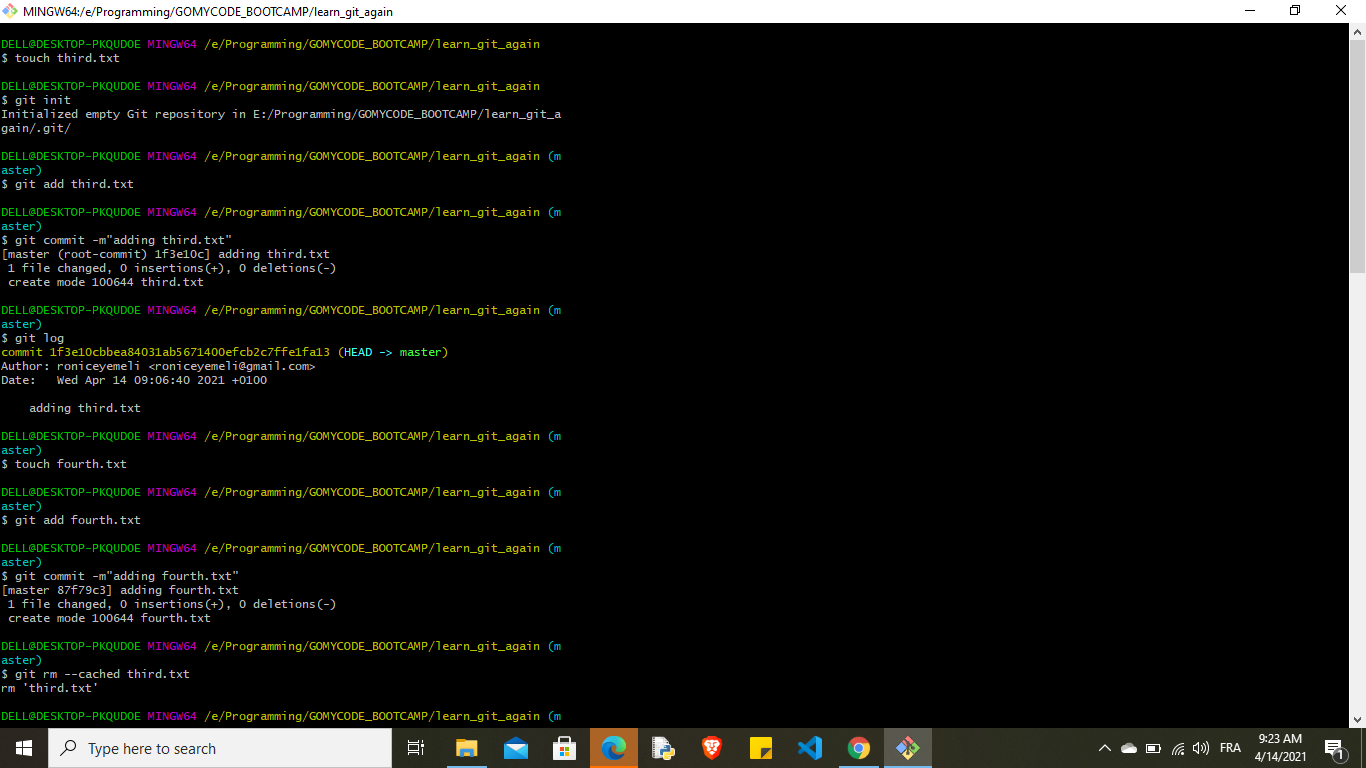 MINGW64:/e/Programming/GOMYCODE_BOOTCAMP/learn_git_again
DELL@DESKTOP-PKQUDOE MINGW64 /e/Programming/GOMYCODE_BOOTCAMP/learn_git_again
$ touch third.txt
DELL@DESKTOP-PKQUDOE MINGW64 /e/Programming/GOMYCODE_BOOTCAMP/learn_git_again
$ git init
Initialized empty Git repository in E:/Programming/GOMYCODE_BOOTCAMP/learn_git_a
gain/.git/
DELL@DESKTOP-PKQUDOE MINGW64 /e/Programming/GOMYCODE_BOOTCAMP/learn_git_again (m
aster)
$ git add third.txt
DELL@DESKTOP-PKQUDOE MINGW64 /e/Programming/GOMYCODE_BOOTCAMP/learn_git_again (m
aster)
$ git commit -m"adding third.txt"
[master (root-commit) 1f3e10c] adding third.txt
1 file changed, 0 insertions(+), 0 deletions(-)
create mode 100644 third.txt
DELL@DESKTOP-PKQUDOE MINGW64 /e/Programming/GOMYCODE_BOOTCAMP/learn_git_again (m
aster)
$ git log
commit 1f3e10cbbea84031ab5671400efcb2c7ffe1fa13 (HEAD -> master)
Author: roniceyemeli <roniceyemeli@gmail.com>
Date:   Wed Apr 14 09:06:40 2021 +0100
adding third.txt
DELL@DESKTOP-PKQUDOE MINGW64 /e/Programming/GOMYCODE_BOOTCAMP/learn_git_again (m
aster)
$ touch fourth.txt
DELL@DESKTOP-PKQUDOE MINGW64 /e/Programming/GOMYCODE_BOOTCAMP/learn_git_again (m
aster)
$ git add fourth.txt
DELL@DESKTOP-PKQUDOE MINGW64 /e/Programming/GOMYCODE_BOOTCAMP/learn_git_again (m
aster)
$ git commit -m"adding fourth.txt"
[master 87f79c3] adding fourth.txt
1 file changed, 0 insertions(+), 0 deletions(-)
create mode 100644 fourth.txt
DELL@DESKTOP-PKQUDOE MINGW64 /e/Programming/GOMYCODE_BOOTCAMP/learn_git_again (m
aster)
$ git rm --cached third.txt
rm 'third.txt'
DELL@DESKTOP-PKQUDOE MINGW64 /e/Programming/GOMYCODE_BOOTCAMP/learn_git_again (m
Type here to search
FRA
9:23 AM
4/14/2021
1